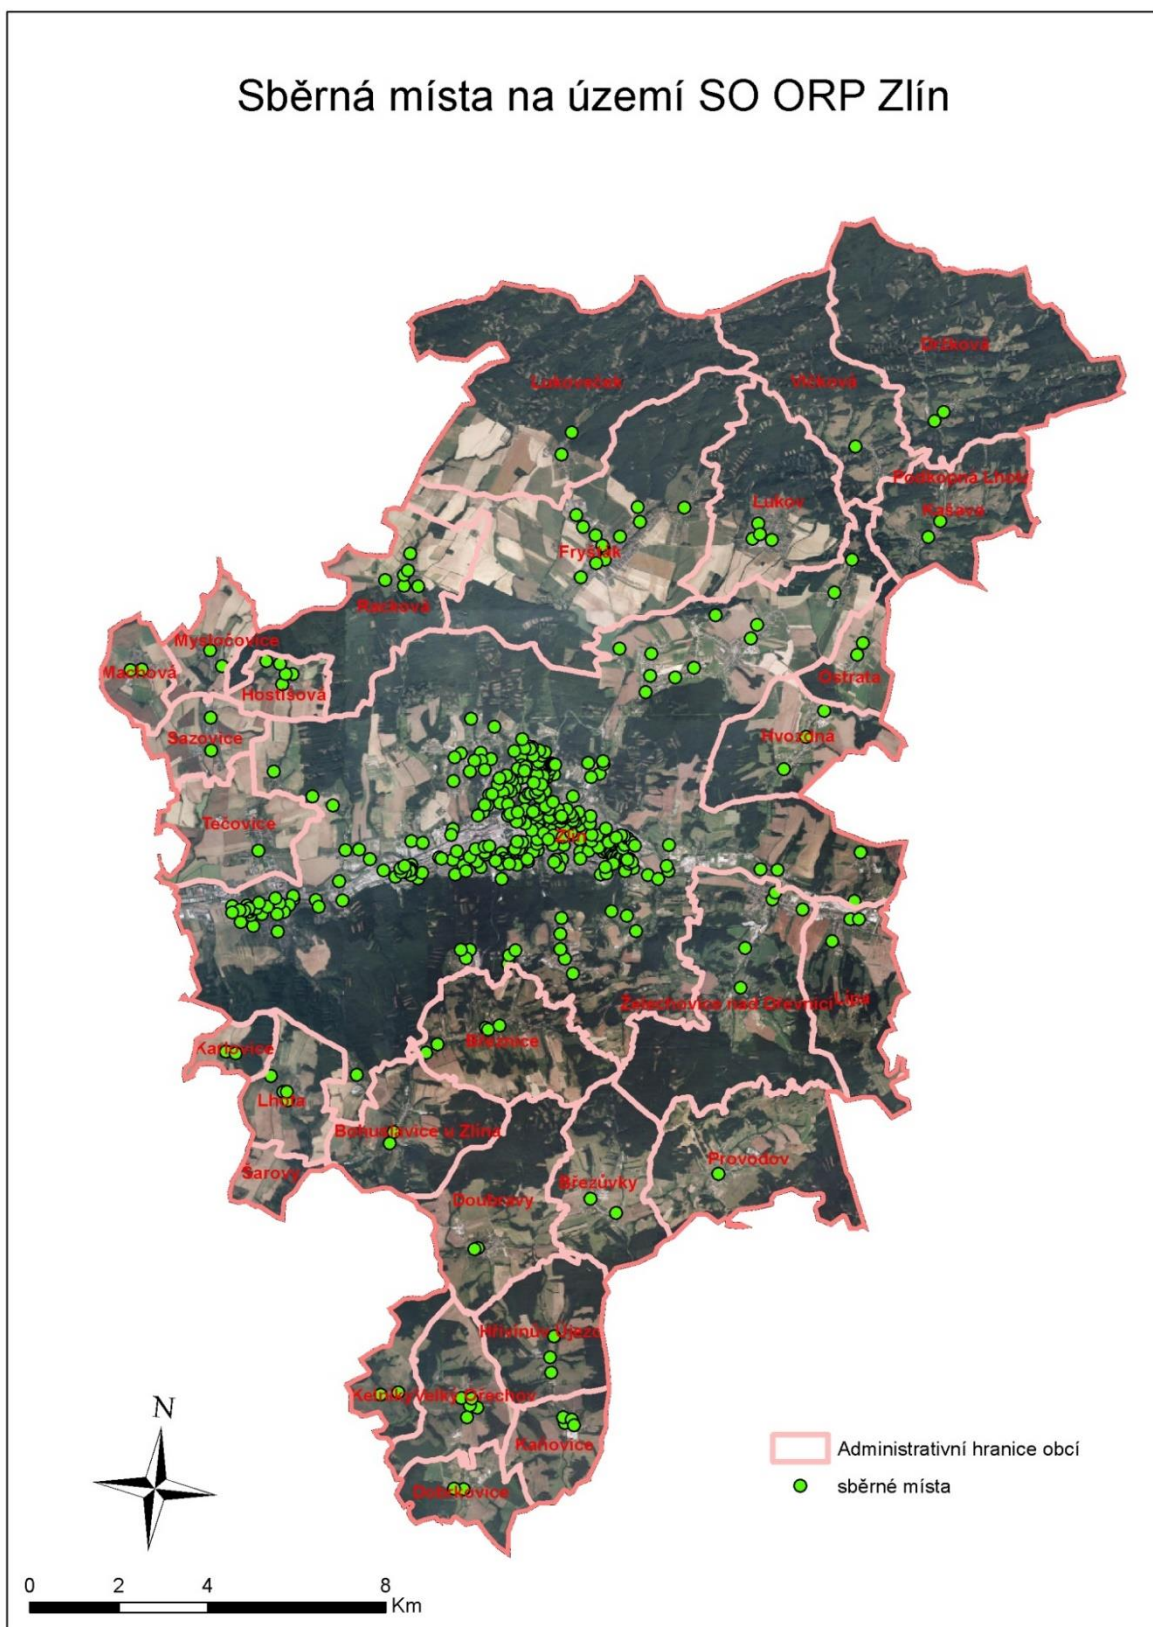 Sběrná místa na území SO ORP Zlín
Držková
Lukoveček
Vlčková
Podkopná Lhota
Kašava
Lukov
Fryšták
Racková
Mysločovice
Machová
Hostišová
Ostrata
Sazovice
Hvozdná
Tečovice
Zlín
Želechovice nad Dřevnicí
Lípa
Karlovice
Březnice
Lhota
Bohuslavice u Zlína
Šarovy
Provodov
Březůvky
Doubravy
Hřivínův Újezd
Kelníky
Velký Ořechov
Kaňovice
Dobrkovice
N
Administrativní hranice obcí
sběrné místa
0 2 4 8
Km